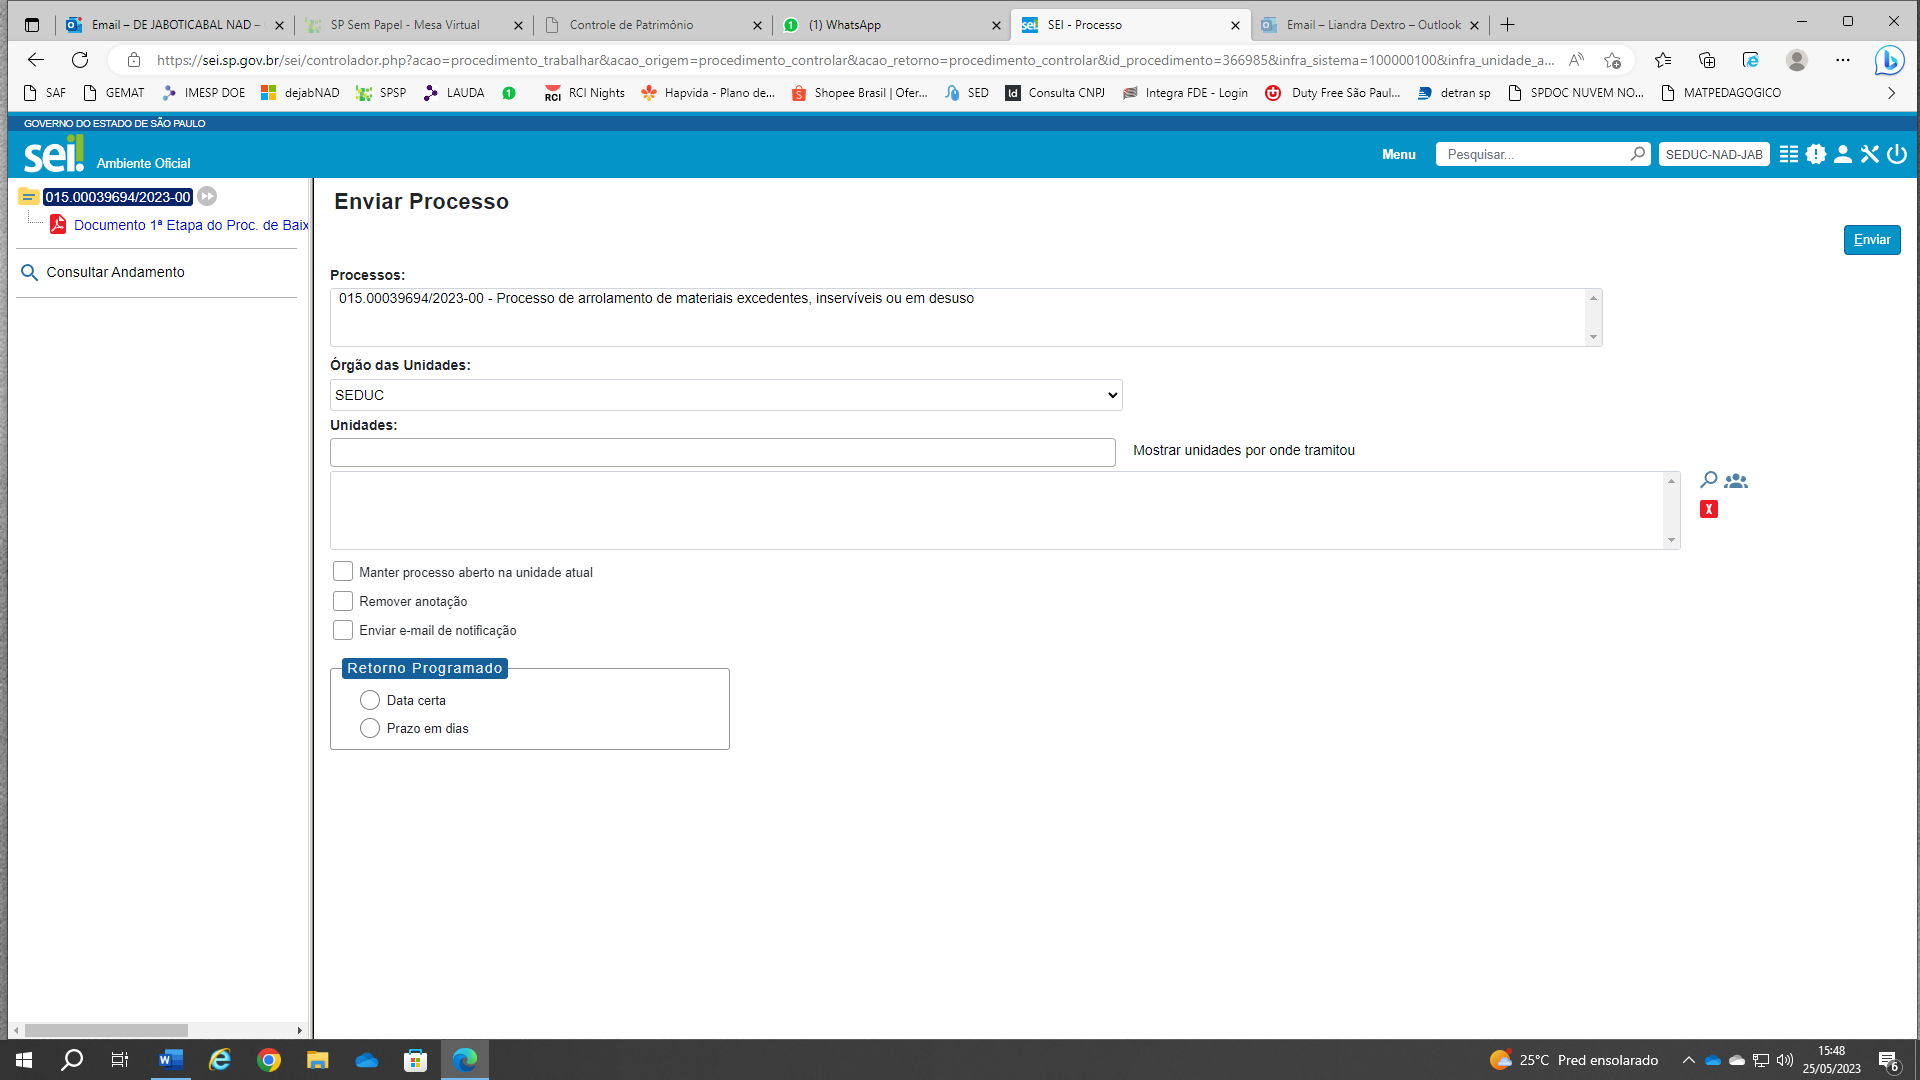 Email – DE JABOTICABAL NAD –
SP Sem Papel - Mesa Virtual
Controle de Patrimônio
(1) WhatsApp
SEI - Processo
Email – Liandra Dextro – Outlook
https://sei.sp.gov.br/sei/controlador.php?acao=procedimento_trabalhar&acao_origem=procedimento_controlar&acao_retorno=procedimento_controlar&id_procedimento=366985&infra_sistema=100000100&infra_unidade_a...
SAF
GEMAT
IMESP DOE
dejabNAD
SPSP
LAUDA
RCI Nights
Hapvida - Plano de...
Shopee Brasil | Ofer...
SED
Consulta CNPJ
Integra FDE - Login
Duty Free São Paul...
detran sp
SPDOC NUVEM NO...
MATPEDAGOGICO
GOVERNO DO ESTADO DE SÃO PAULO
sei! Ambiente Oficial
Menu
Pesquisar...
SEDUC-NAD-JAB
015.00039694/2023-00
Documento 1ª Etapa do Proc. de Baix
Consultar Andamento
Enviar Processo
Enviar
Processos:
015.00039694/2023-00 - Processo de arrolamento de materiais excedentes, inservíveis ou em desuso
Órgão das Unidades:
SEDUC
Unidades:
Mostrar unidades por onde tramitou
X
Manter processo aberto na unidade atual
Remover anotação
Enviar e-mail de notificação
Retorno Programado
Data certa
Prazo em dias
25°C Pred ensolarado
15:48
25/05/2023
6